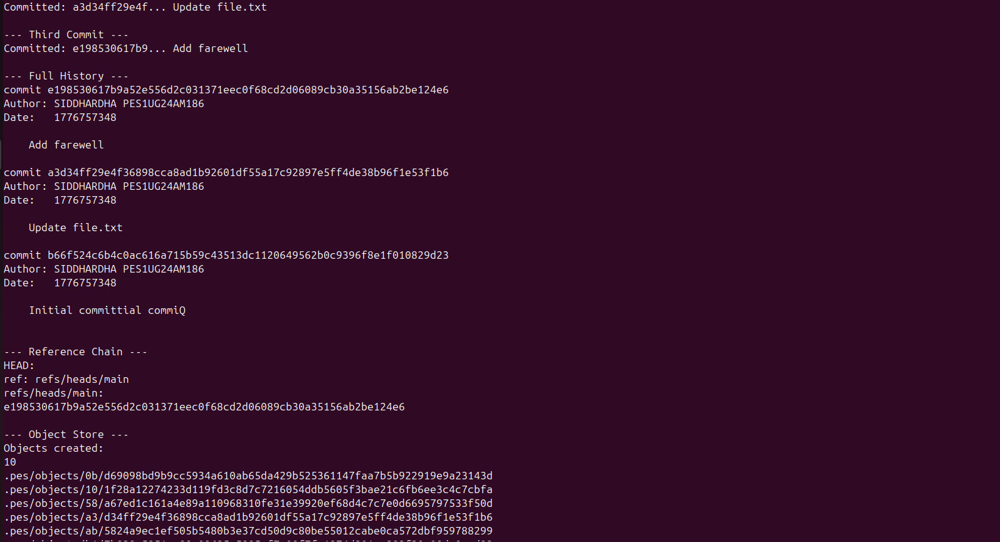 Committed: a3d34ff29e4f... Update file.txt
--- Third Commit ---
Committed: e198530617b9... Add farewell
--- Full History ---
commit e198530617b9a52e556d2c031371eec0f68cd2d06089cb30a35156ab2be124e6
Author: SIDDHARDHA PES1UG24AM186
Date:   1776757348
    Add farewell
commit a3d34ff29e4f36898cca8ad1b92601df55a17c92897e5ff4de38b96f1e53f1b6
Author: SIDDHARDHA PES1UG24AM186
Date:   1776757348
    Update file.txt
commit b66f524c6b4c0ac616a715b59c43513dc1120649562b0c9396f8e1f010829d23
Author: SIDDHARDHA PES1UG24AM186
Date:   1776757348
    Initial committial commiQ
--- Reference Chain ---
HEAD:
ref: refs/heads/main
refs/heads/main:
e198530617b9a52e556d2c031371eec0f68cd2d06089cb30a35156ab2be124e6
--- Object Store ---
Objects created:
10
.pes/objects/0b/d69098bd9b9cc5934a610ab65da429b525361147faa7b5b922919e9a23143d
.pes/objects/10/1f28a12274233d119fd3c8d7c7216054ddb5605f3bae21c6fb6ee3c4c7cbfa
.pes/objects/58/a67ed1c161a4e89a110968310fe31e39920ef68d4c7c7e0d6695797533f50d
.pes/objects/a3/d34ff29e4f36898cca8ad1b92601df55a17c92897e5ff4de38b96f1e53f1b6
.pes/objects/ab/5824a9ec1ef505b5480b3e37cd50d9c80be55012cabe0ca572dbf959788299